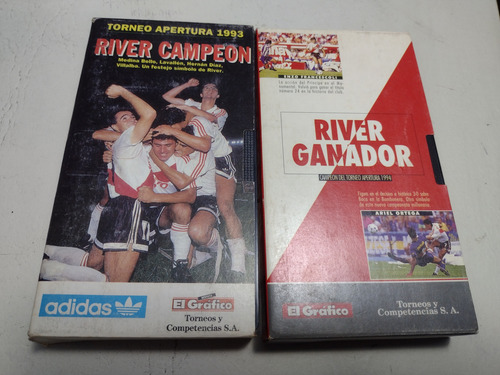 TORNEO APERTURA 1993
RIVER CAMPEON
Medina Bello, Lavallén, Hernán Díaz,
Villalba. Un festejo símbolo de River.
adidas
El Gráfico
Torneos y
Competencias S.A.
ENZO FRANCESCOLI
RIVER
GANADOR
CAMPEON DEL TORNEO APERTURA 1994
ARIEL ORTEGA
El Gráfico
Torneos y
Competencias S. A.